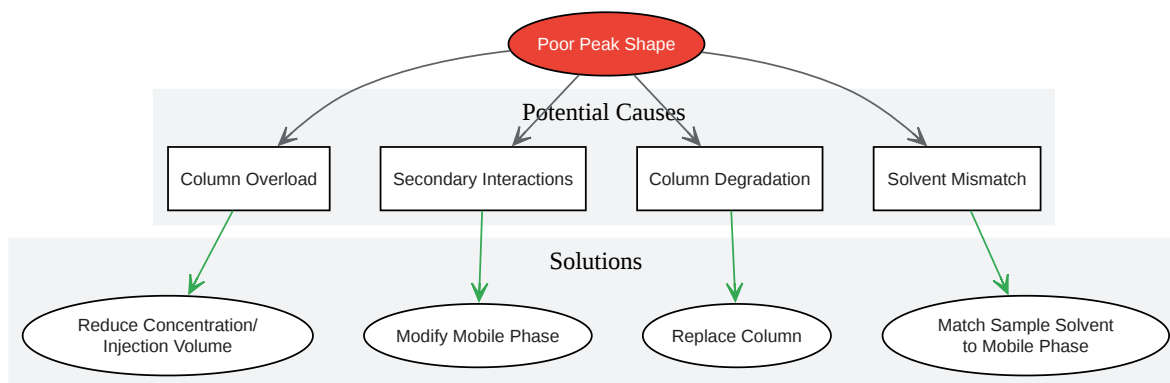 Poor Peak Shape
Potential Causes
Column Overload
Secondary Interactions
Column Degradation
Solvent Mismatch
Solutions
Reduce Concentration/
Injection Volume
Modify Mobile Phase
Replace Column
Match Sample Solvent
to Mobile Phase